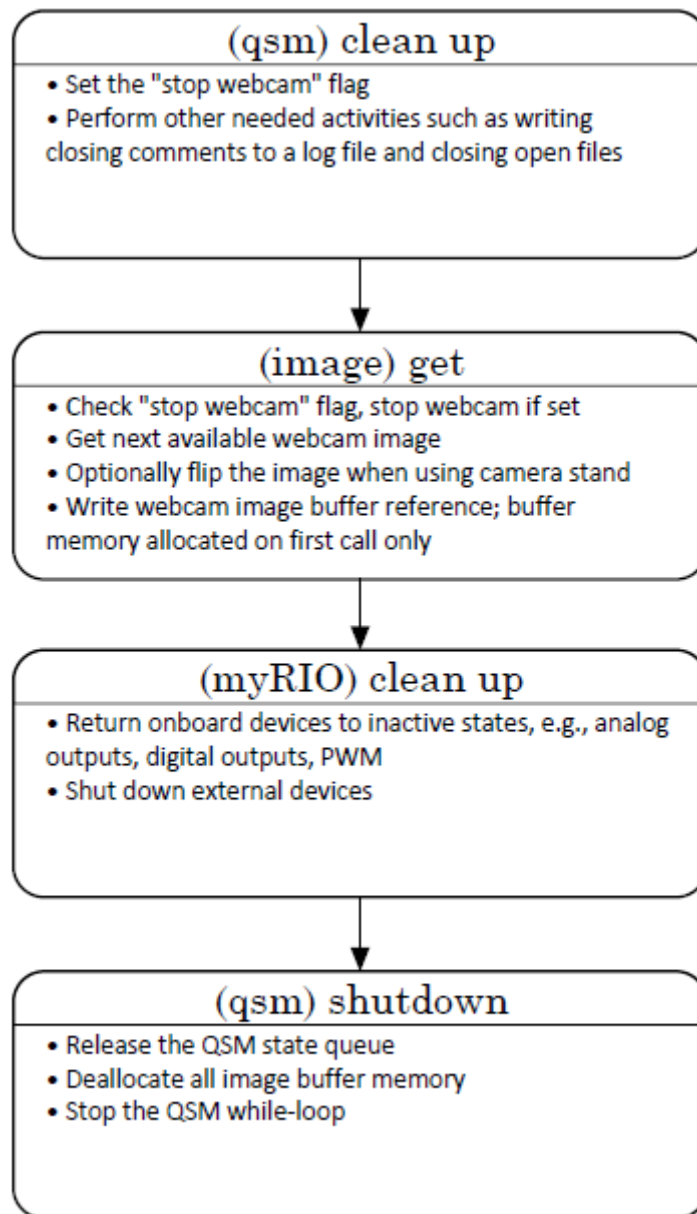 (qsm) clean up
• Set the "stop webcam" flag
• Perform other needed activities such as writing
closing comments to a log file and closing open files
(image) get
• Check "stop webcam" flag, stop webcam if set
• Get next available webcam image
• Optionally flip the image when using camera stand
• Write webcam image buffer reference; buffer
memory allocated on first call only
(myRIO) clean up
• Return onboard devices to inactive states, e.g., analog
outputs, digital outputs, PWM
• Shut down external devices
(qsm) shutdown
• Release the QSM state queue
• Deallocate all image buffer memory
• Stop the QSM while-loop